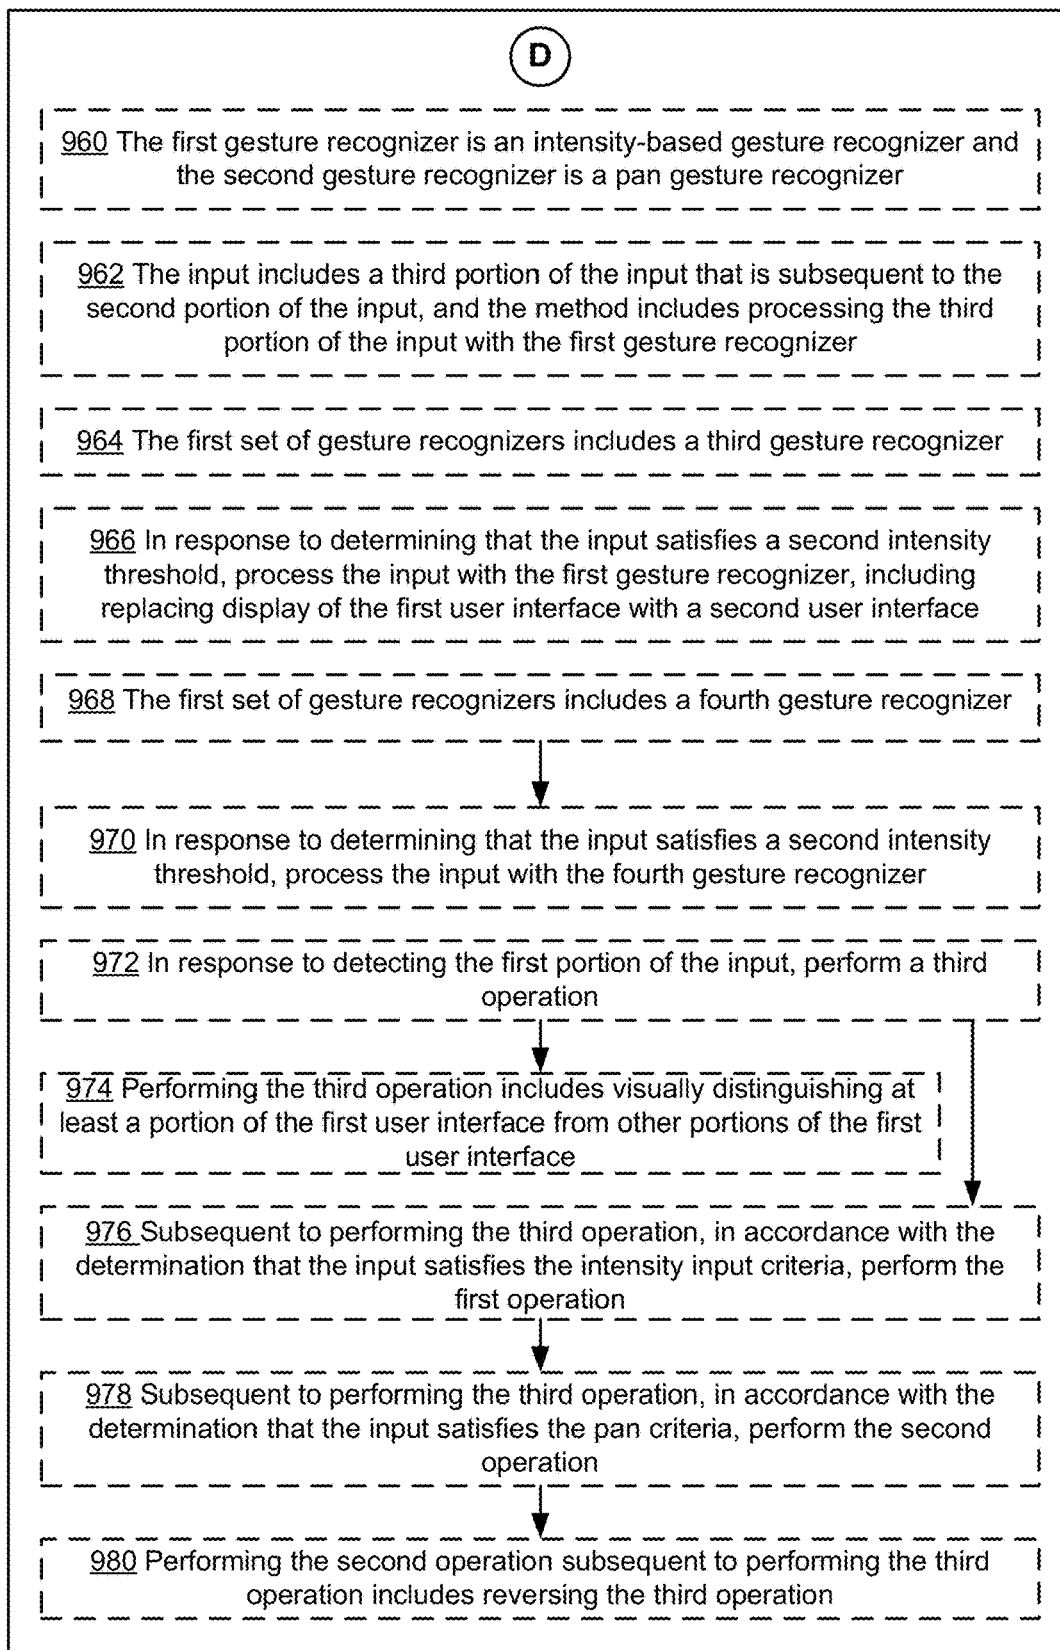 D
960 The first gesture recognizer is an intensity-based gesture recognizer and
the second gesture recognizer is a pan gesture recognizer
962 The input includes a third portion of the input that is subsequent to the
second portion of the input, and the method includes processing the third
portion of the input with the first gesture recognizer
964 The first set of gesture recognizers includes a third gesture recognizer
966 In response to determining that the input satisfies a second intensity
threshold, process the input with the first gesture recognizer, including
replacing display of the first user interface with a second user interface
968 The first set of gesture recognizers includes a fourth gesture recognizer
970 In response to determining that the input satisfies a second intensity
threshold, process the input with the fourth gesture recognizer
972 In response to detecting the first portion of the input, perform a third
operation
974 Performing the third operation includes visually distinguishing at
least a portion of the first user interface from other portions of the first
user interface
976 Subsequent to performing the third operation, in accordance with the
determination that the input satisfies the intensity input criteria, perform the
first operation
978 Subsequent to performing the third operation, in accordance with the
determination that the input satisfies the pan criteria, perform the second
operation
980 Performing the second operation subsequent to performing the third
operation includes reversing the third operation